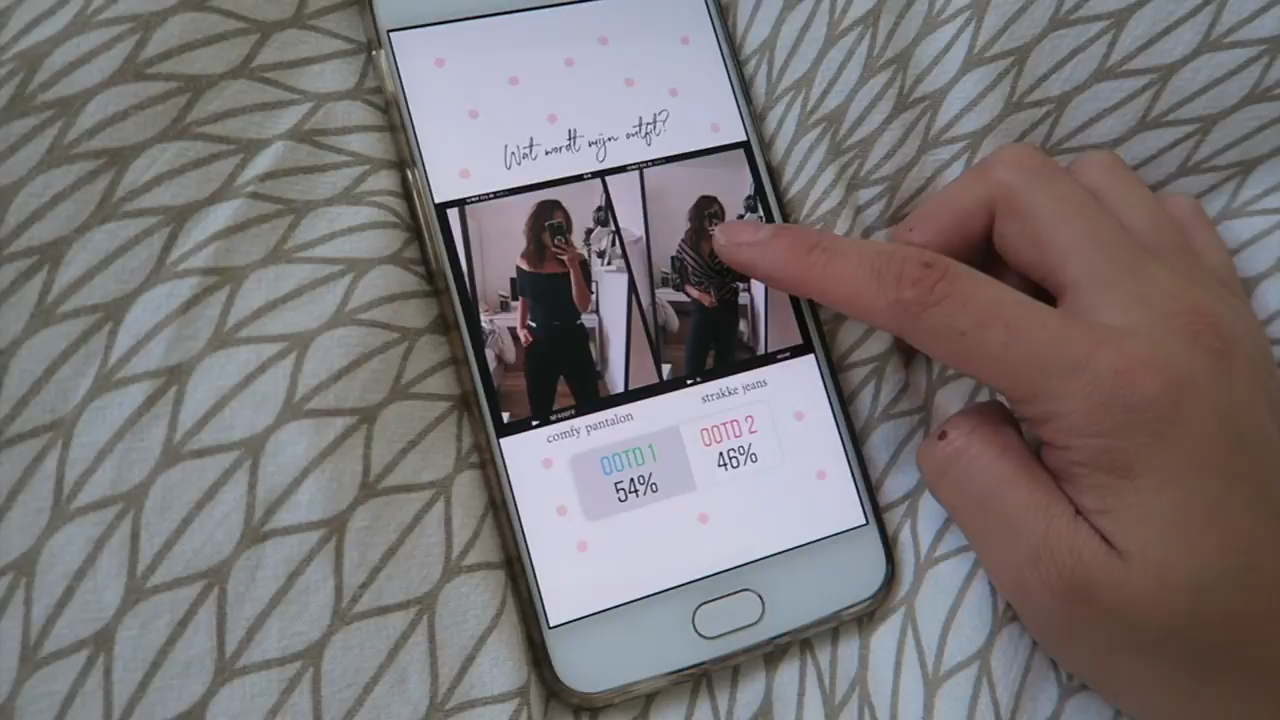 Wat wordt mijn outfit?
comfy pantalon
strakke jeans
OOTD 1
54%
OOTD 2
46%